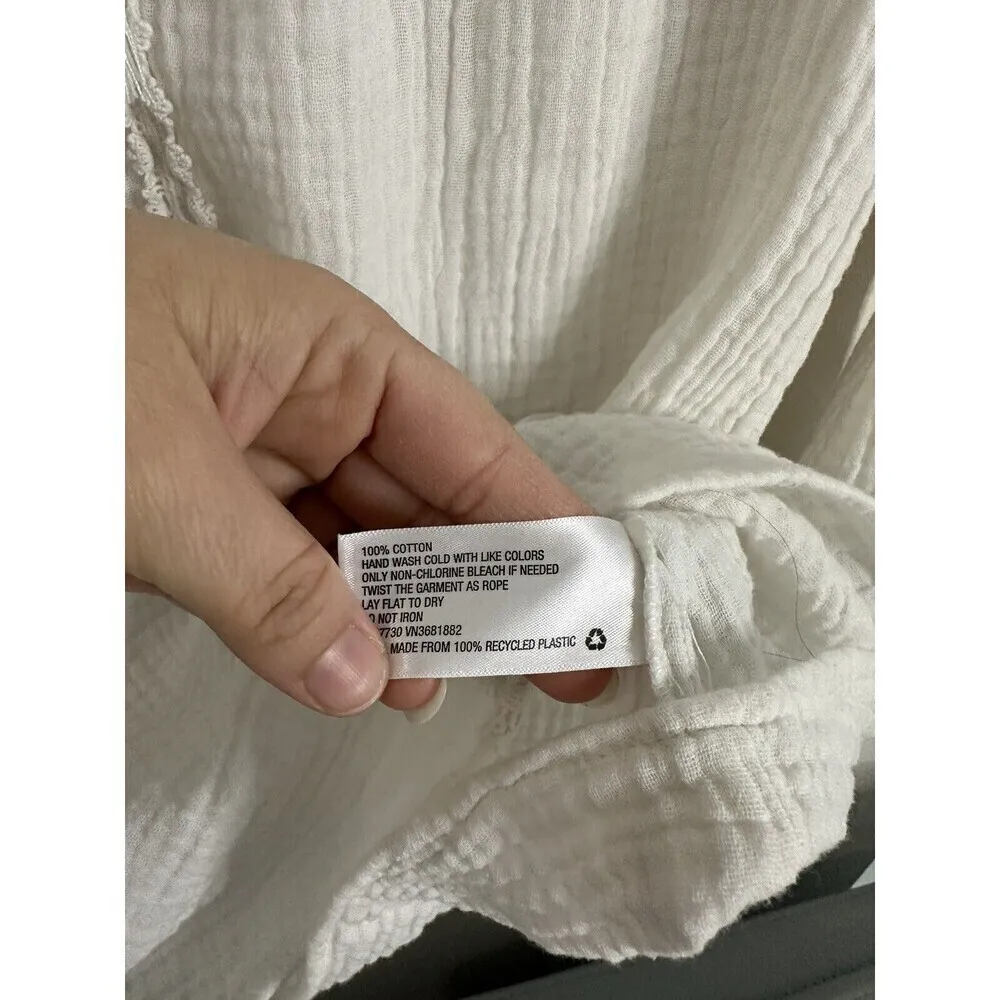 100% COTTON
HAND WASH COLD WITH LIKE COLORS
ONLY NON-CHLORINE BLEACH IF NEEDED
TWIST THE GARMENT AS ROPE
LAY FLAT TO DRY
NOT IRON
7730 VN3681882
MADE FROM 100% RECYCLED PLASTIC